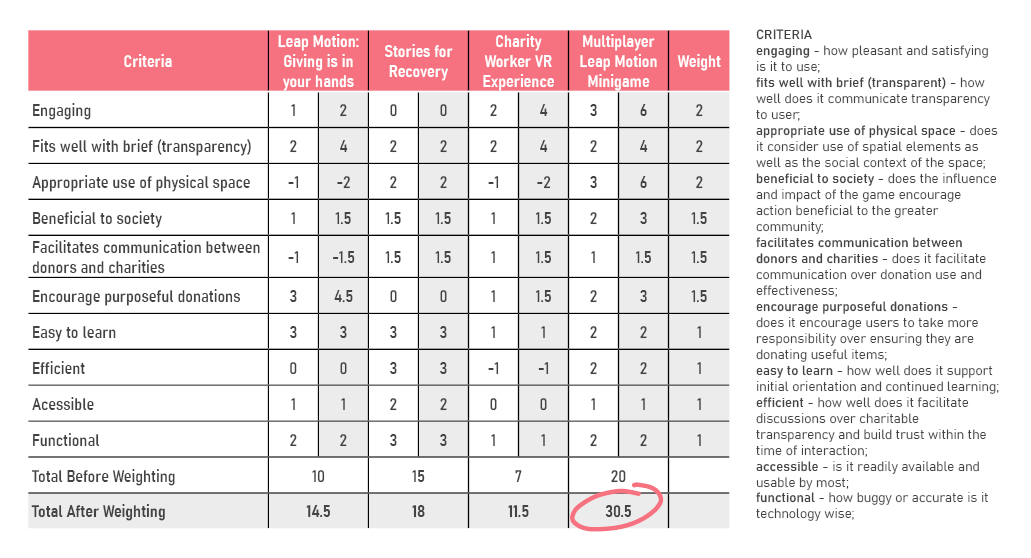 Criteria Leap Motion: Giving is in your hands Stories for Recovery Charity Worker VR Experience Multiplayer Leap Motion Minigame Weight
Engaging 1 2 0 0 2 4 3 6 2
Fits well with brief (transparency) 2 4 2 2 2 4 2 4 2
Appropriate use of physical space -1 -2 2 2 -1 -2 3 6 2
Beneficial to society 1 1.5 1.5 1.5 1 1.5 2 3 1.5
Facilitates communication between
donors and charities -1 -1.5 1.5 1.5 1 1.5 1 1.5 1.5
Encourage purposeful donations 3 4.5 0 0 1 1.5 2 3 1.5
Easy to learn 3 3 3 3 1 1 2 2 1
Efficient 0 0 3 3 -1 -1 2 2 1
Acessible 1 1 2 2 0 0 1 1 1
Functional 2 2 3 3 1 1 2 2 1
Total Before Weighting 10 15 7 20
Total After Weighting 14.5 18 11.5 30.5
CRITERIA
engaging - how pleasant and satisfying
is it to use;
fits well with brief (transparent) - how
well does it communicate transparency
to user;
appropriate use of physical space - does
it consider use of spatial elements as
well as the social context of the space;
beneficial to society - does the influence
and impact of the game encourage
action beneficial to the greater
community;
facilitates communication between
donors and charities - does it facilitate
communication over donation use and
effectiveness;
encourage purposeful donations -
does it encourage users to take more
responsibility over ensuring they are
donating useful items;
easy to learn - how well does it support
initial orientation and continued learning;
efficient - how well does it facilitate
discussions over charitable
transparency and build trust within the
time of interaction;
accessible - is it readily available and
usable by most;
functional - how buggy or accurate is it
technology wise;